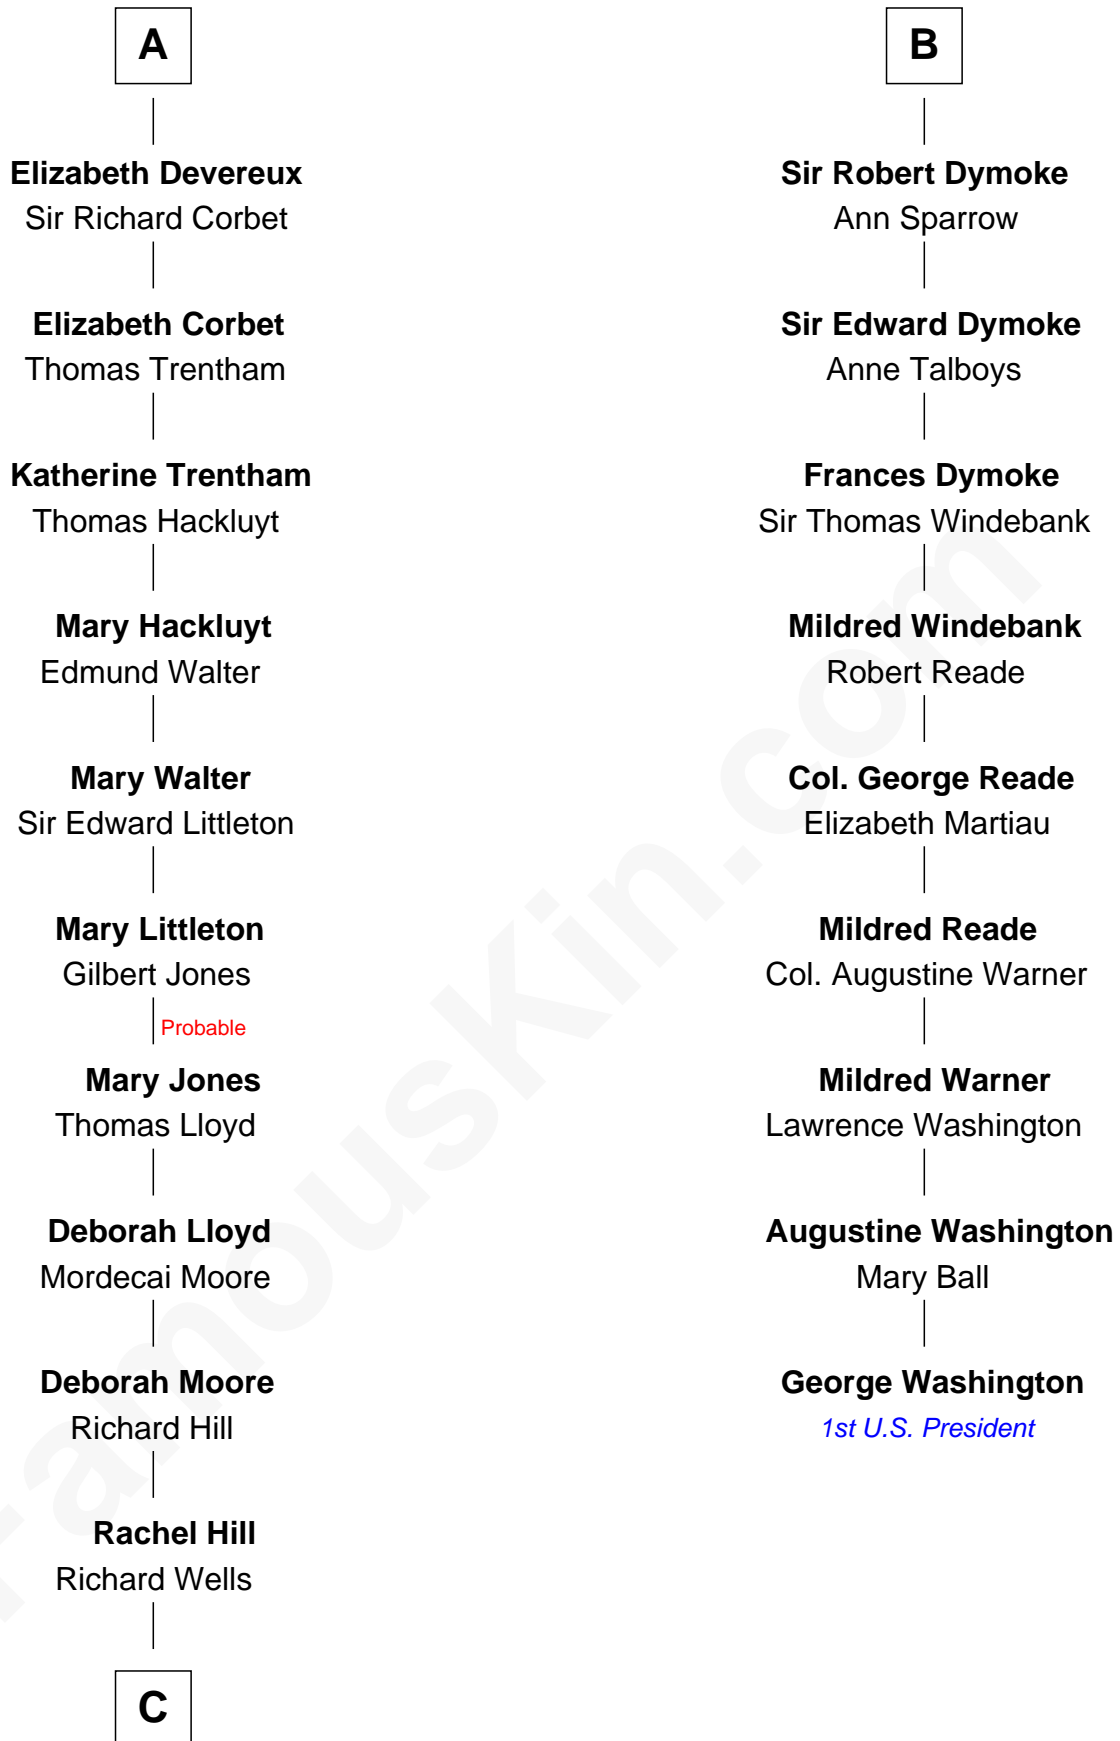 A
Elizabeth Devereux
Sir Richard Corbet
Elizabeth Corbet
Thomas Trentham
Katherine Trentham
Thomas Hackluyt
Mary Hackluyt
Edmund Walter
Mary Walter
Sir Edward Littleton
Mary Littleton
Gilbert Jones
Probable
Mary Jones
Thomas Lloyd
Deborah Lloyd
Mordecai Moore
Deborah Moore
Richard Hill
Rachel Hill
Richard Wells
C
B
Sir Robert Dymoke
Ann Sparrow
Sir Edward Dymoke
Anne Talboys
Frances Dymoke
Sir Thomas Windebank
Mildred Windebank
Robert Reade
Col. George Reade
Elizabeth Martiau
Mildred Reade
Col. Augustine Warner
Mildred Warner
Lawrence Washington
Augustine Washington
Mary Ball
George Washington
1st U.S. President
FamousKin.com